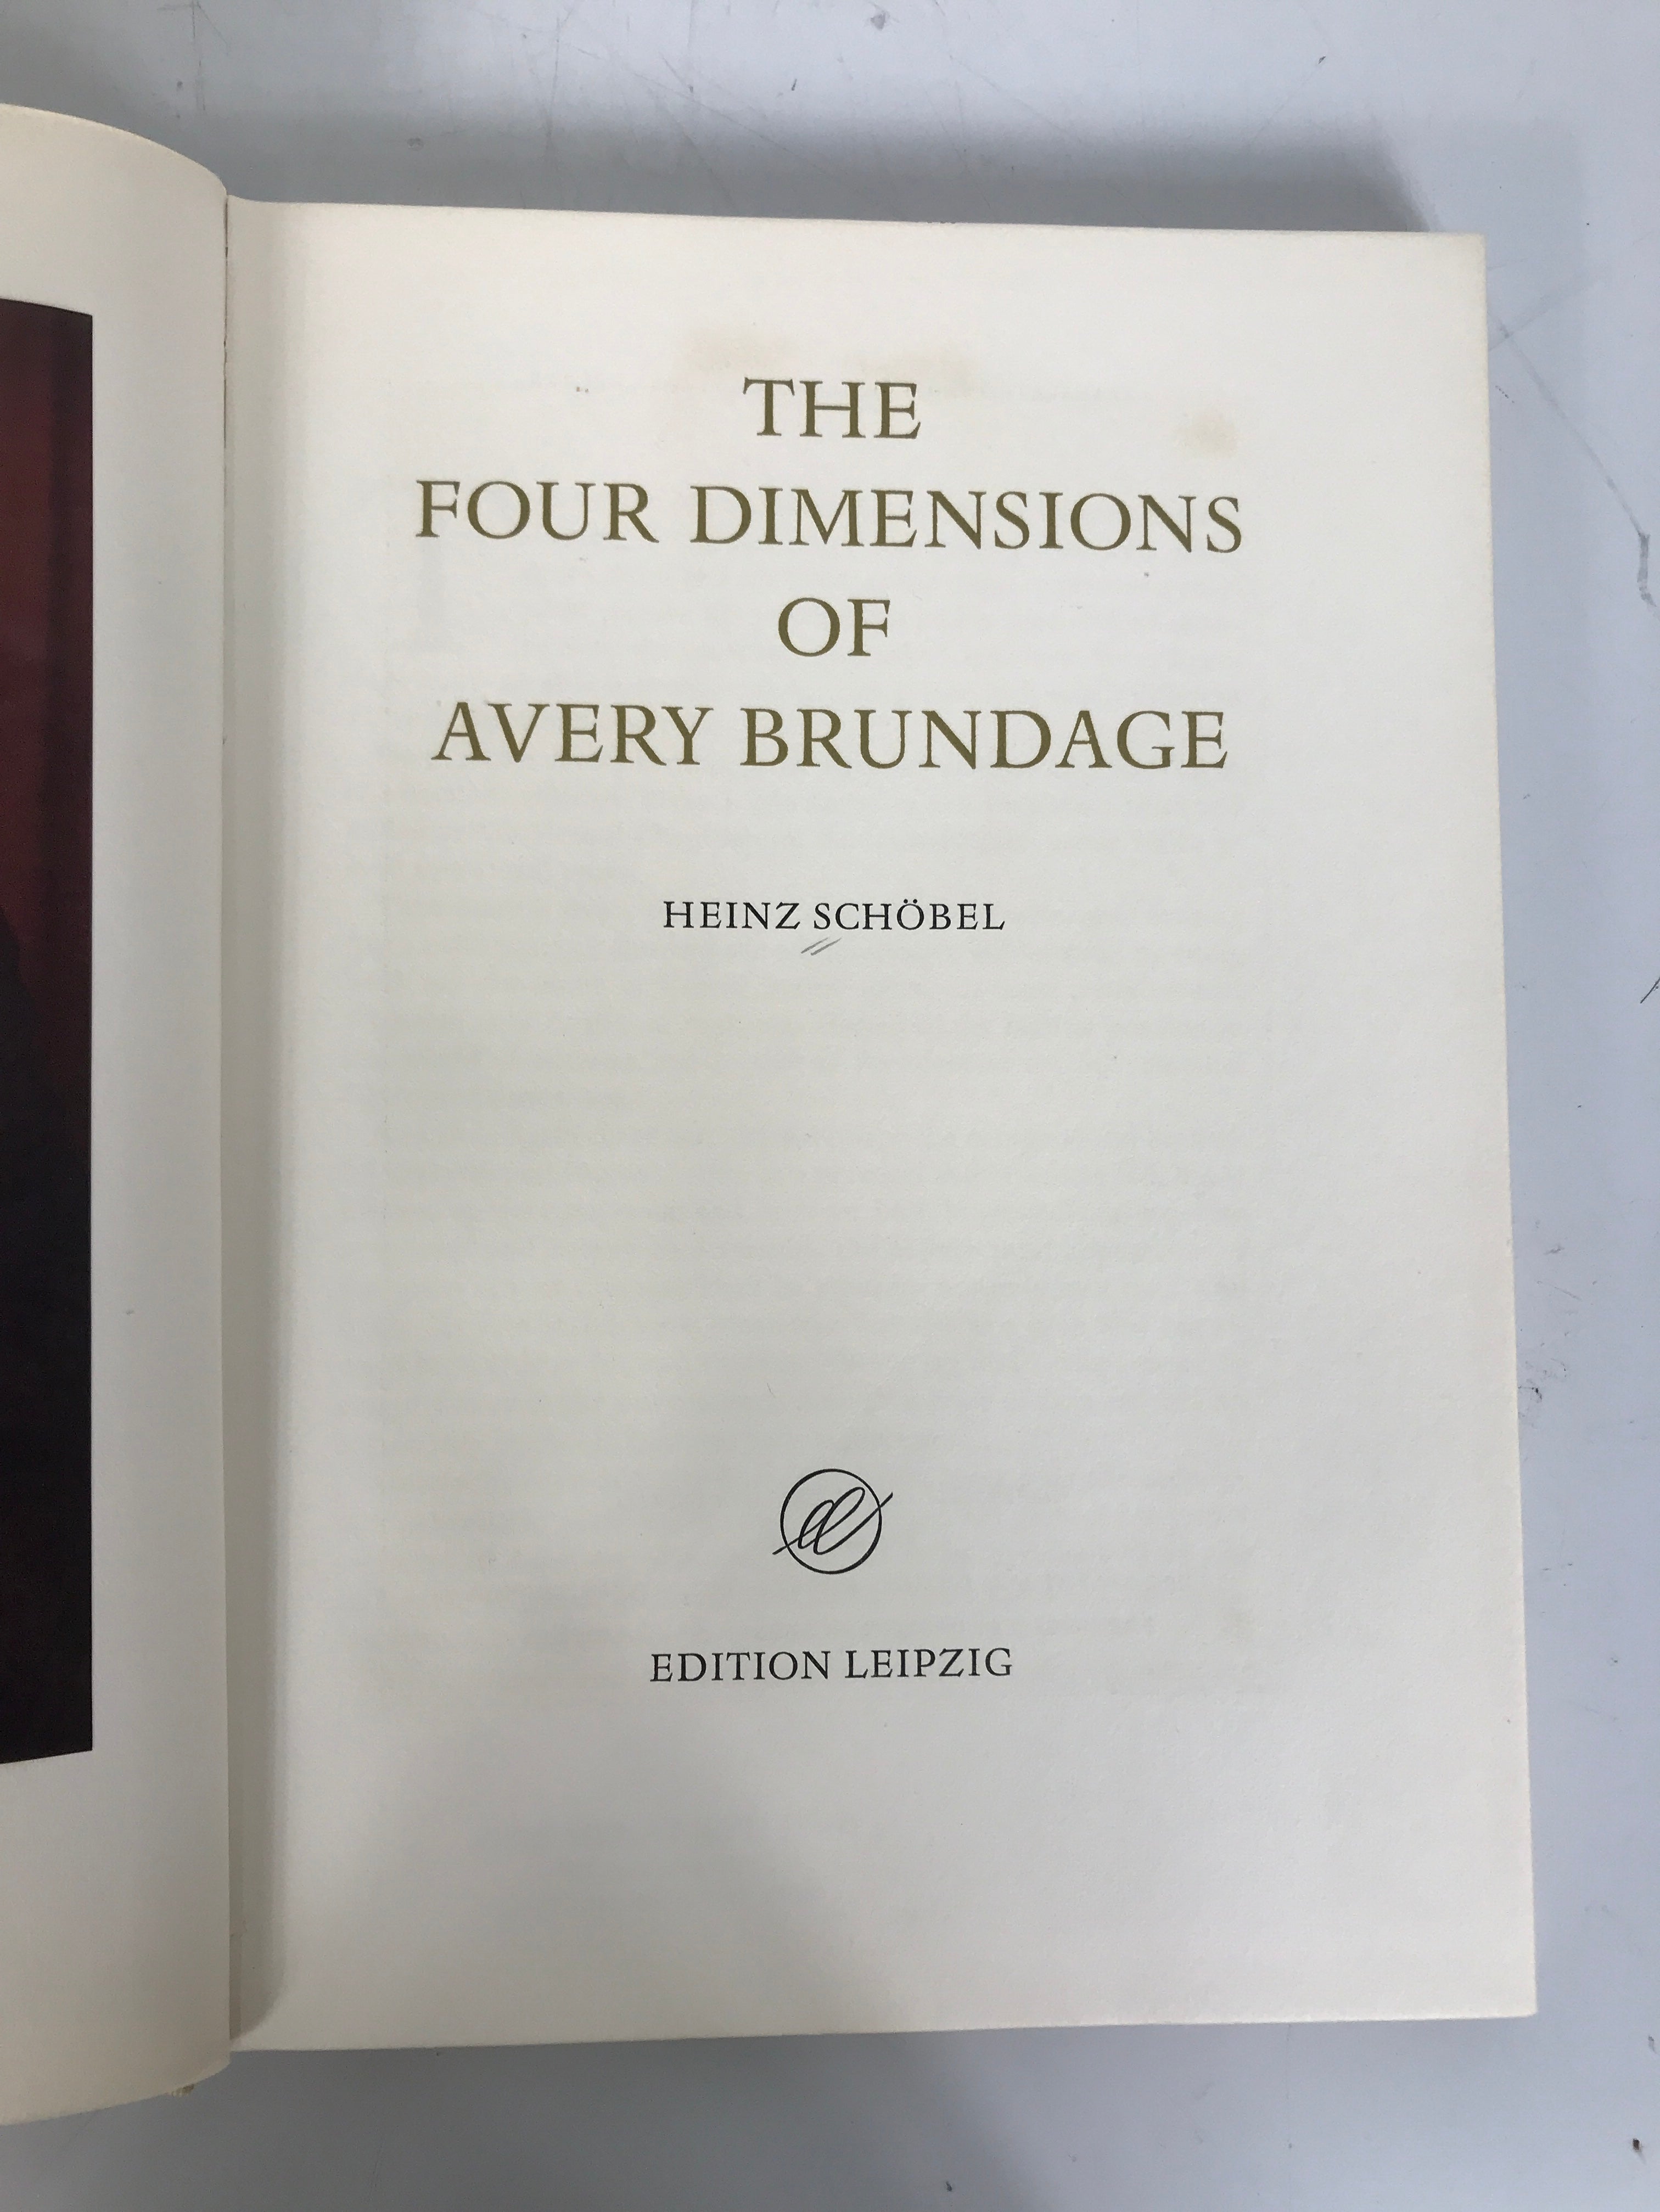 THE
FOUR DIMENSIONS
OF
AVERY BRUNDAGE
HEINZ SCHÖBEL
EDITION LEIPZIG